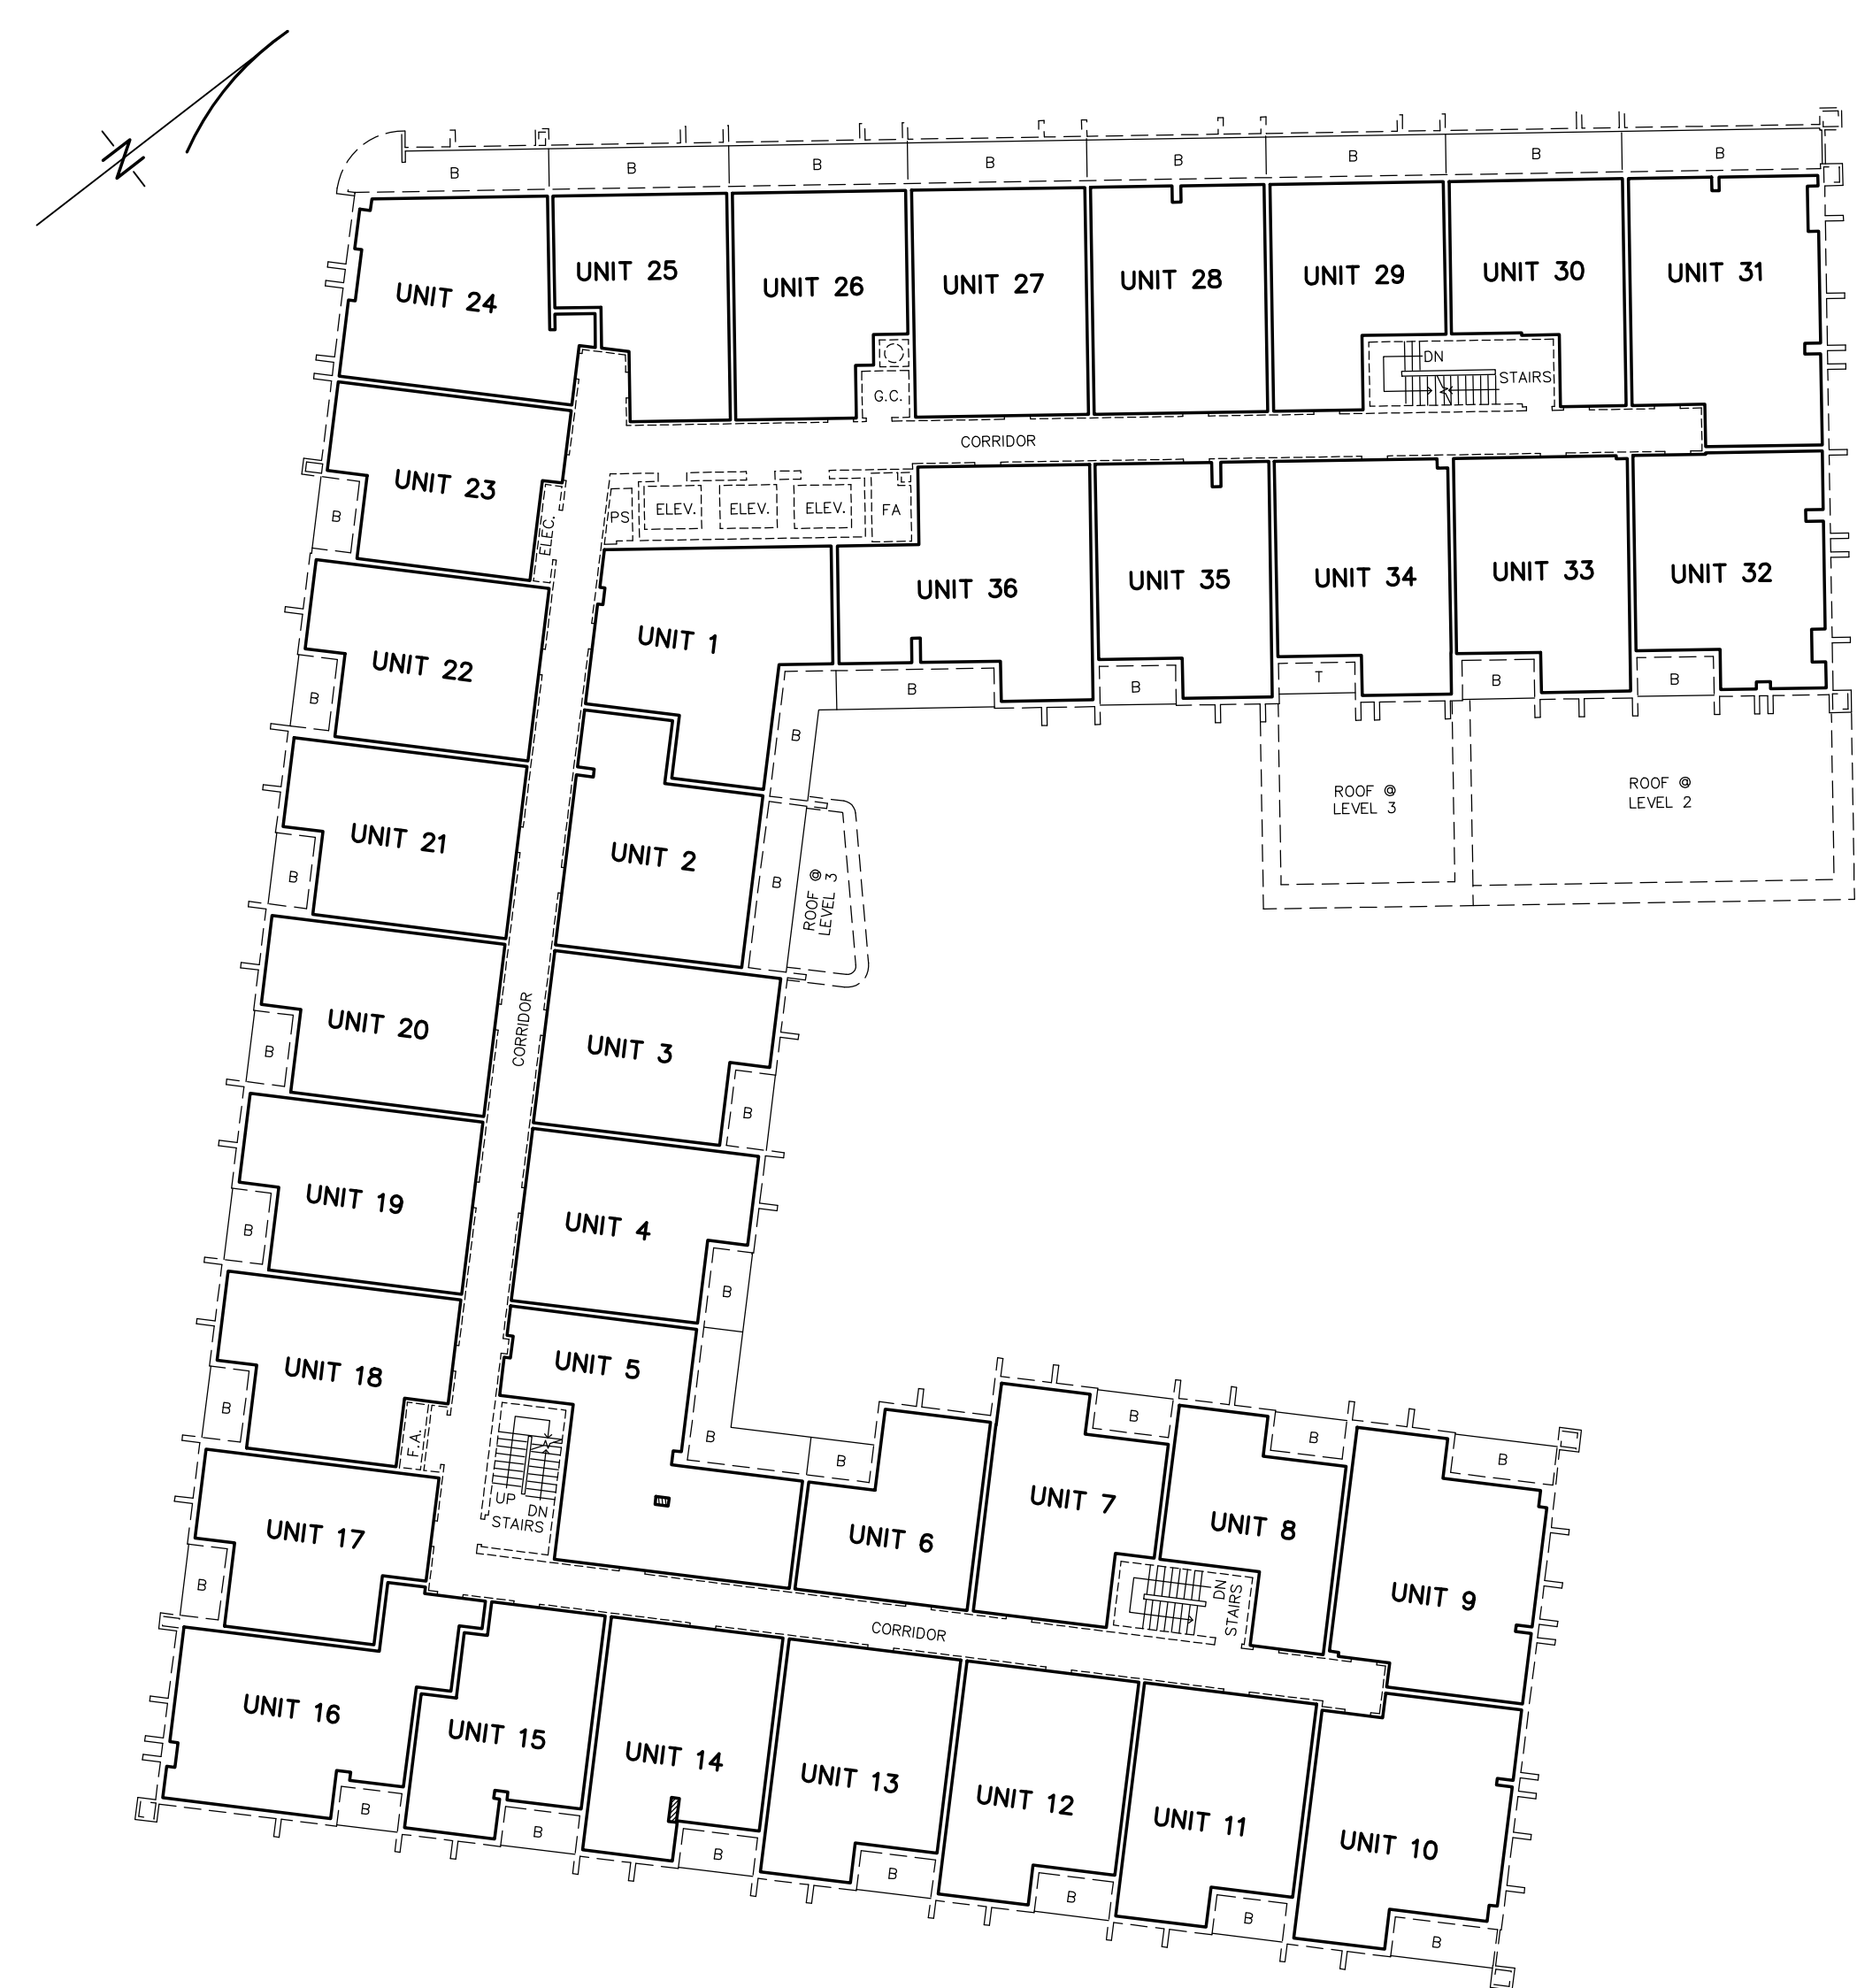 N
B
B
B
B
B
B
B
B
UNIT 24
UNIT 25
UNIT 26
UNIT 27
UNIT 28
UNIT 29
UNIT 30
UNIT 31
DN
STAIRS
G.C.
CORRIDOR
UNIT 23
B
ELEC.
PS
ELEV.
ELEV.
ELEV.
FA
UNIT 36
UNIT 35
UNIT 34
UNIT 33
UNIT 32
UNIT 1
B
B
T
B
B
B
UNIT 22
B
ROOF @
LEVEL 3
ROOF @
LEVEL 2
UNIT 21
B
UNIT 2
B
ROOF @
LEVEL 3
UNIT 20
B
CORRIDOR
UNIT 3
B
UNIT 19
B
UNIT 4
B
UNIT 18
B
F.A.
UNIT 5
B
B
UP
DN
STAIRS
UNIT 6
UNIT 7
B
UNIT 8
B
UNIT 9
B
DN
STAIRS
UNIT 17
B
CORRIDOR
UNIT 16
B
UNIT 15
B
UNIT 14
B
UNIT 13
B
UNIT 12
B
UNIT 11
B
UNIT 10
B